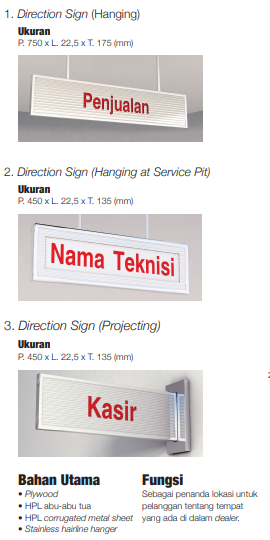 1. Direction Sign (Hanging)
Ukuran
P. 750 x L. 22,5 x T. 175 (mm)
Penjualan
2. Direction Sign (Hanging at Service Pit)
Ukuran
P. 450 x L. 22,5 x T. 135 (mm)
Nama Teknisi
3. Direction Sign (Projecting)
Ukuran
P. 450 x L. 22,5 x T. 135 (mm)
2
Kasir
Bahan Utama
• Plywood
• HPL abu-abu tua
• HPL corrugated metal sheet
• Stainless hairline hanger
Fungsi
Sebagai penanda lokasi untuk
pelanggan tentang tempat
yang ada di dalam dealer.